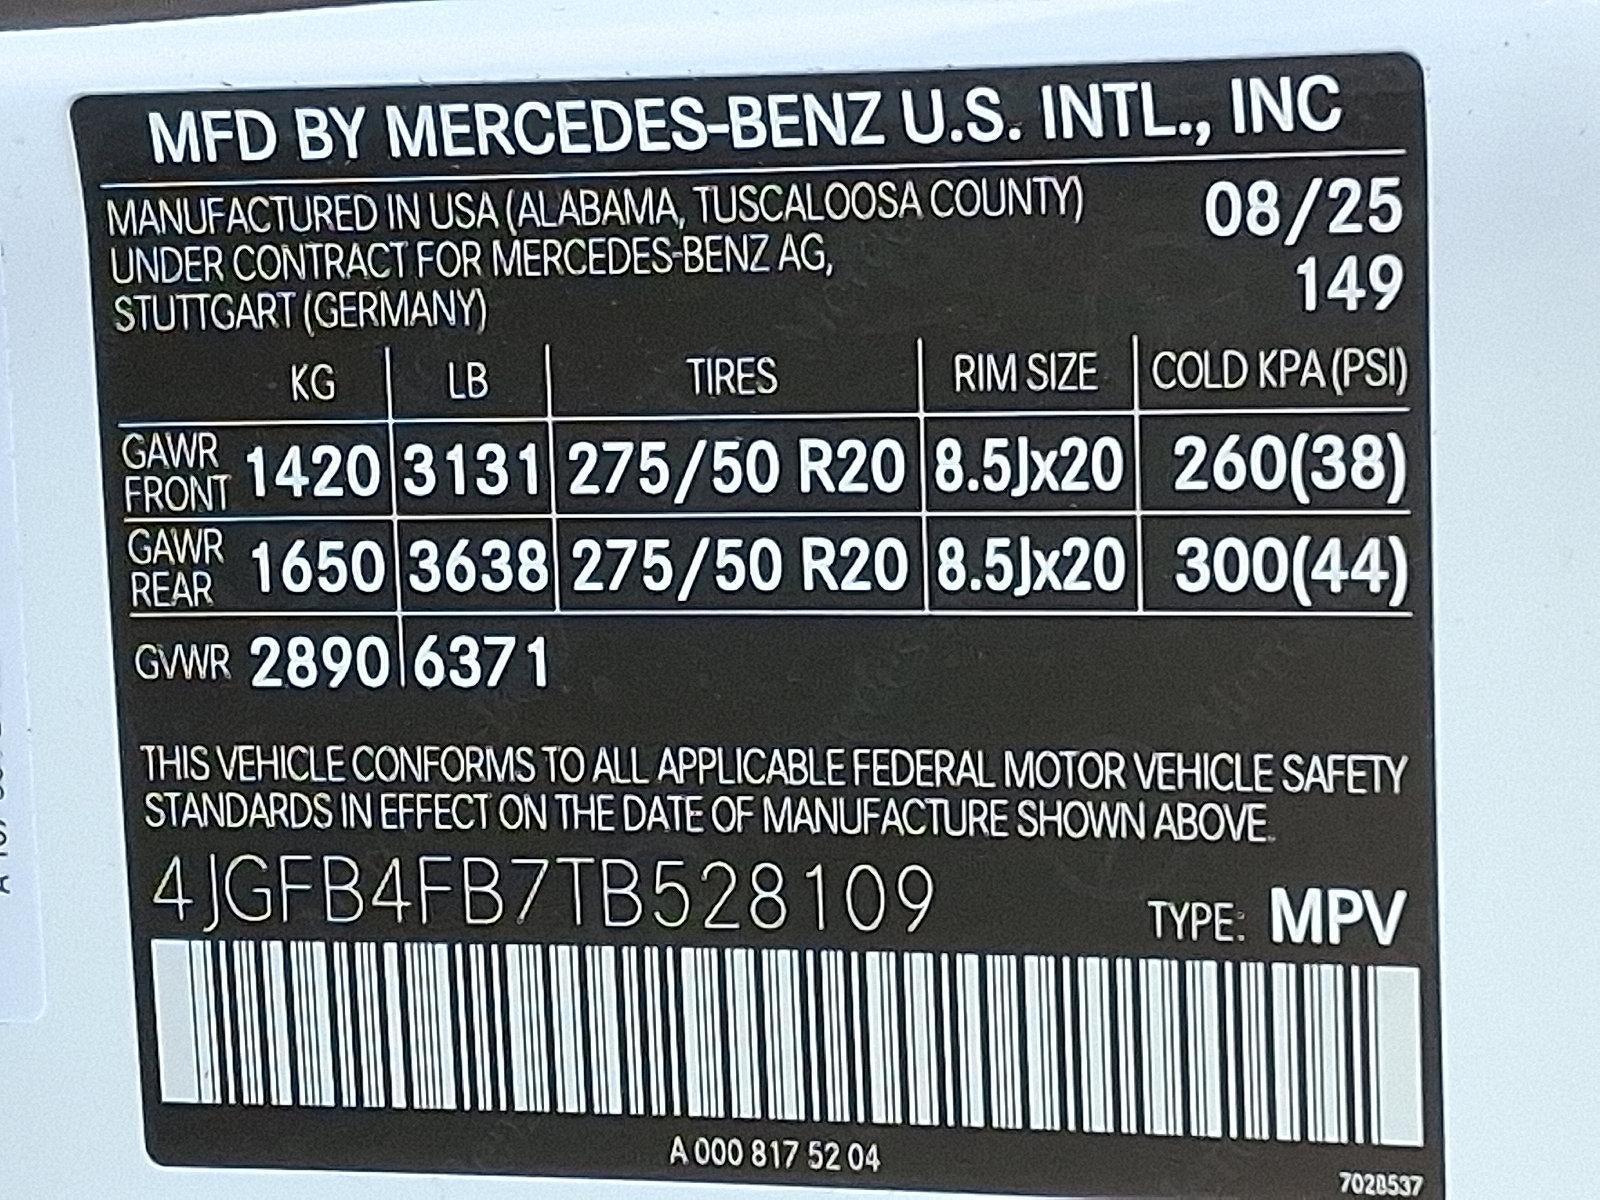 MFD BY MERCEDES-BENZ U.S. INTL., INC
MANUFACTURED IN USA (ALABAMA, TUSCALOOSA COUNTY) 08/25
UNDER CONTRACT FOR MERCEDES-BENZ AG, 149
STUTTGART (GERMANY)
KG LB TIRES RIM SIZE COLD KPA (PSI)
GAWR FRONT 1420 3131 275/50 R20 8.5Jx20 260(38)
GAWR REAR 1650 3638 275/50 R20 8.5Jx20 300(44)
GVWR 2890 6371
THIS VEHICLE CONFORMS TO ALL APPLICABLE FEDERAL MOTOR VEHICLE SAFETY
STANDARDS IN EFFECT ON THE DATE OF MANUFACTURE SHOWN ABOVE.
4JGFB4FB7TB528109 TYPE: MPV
A 000 817 52 04